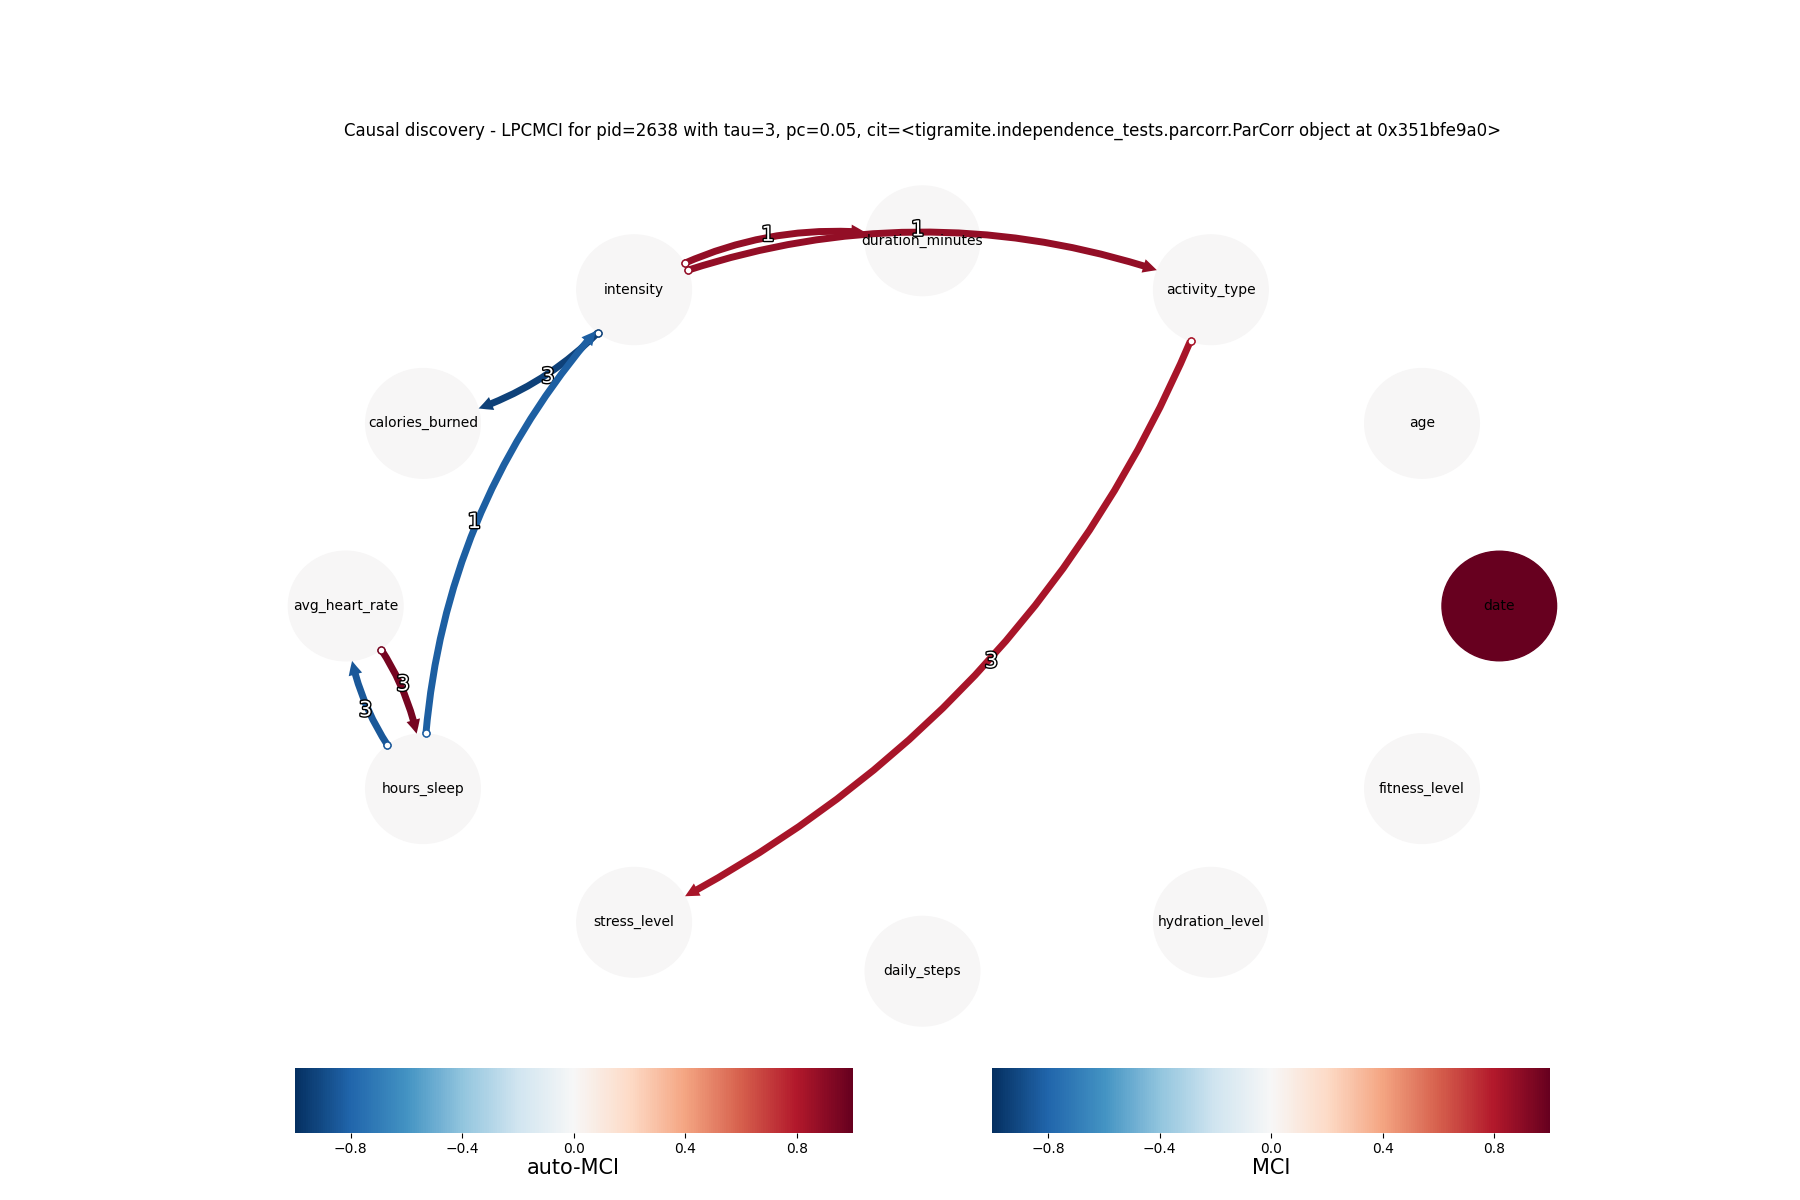 Causal discovery - LPCMCI for pid=2638 with tau=3, pc=0.05, cit=<tigramite.independence_tests.parcorr.ParCorr object at 0x351bfe9a0>
1
1
duration_minutes
intensity
activity_type
3
calories_burned
age
1
avg_heart_rate
date
3
3
3
hours_sleep
fitness_level
stress_level
hydration_level
daily_steps
−0.8 −0.4 0.0 0.4 0.8
auto-MCI
−0.8 −0.4 0.0 0.4 0.8
MCI